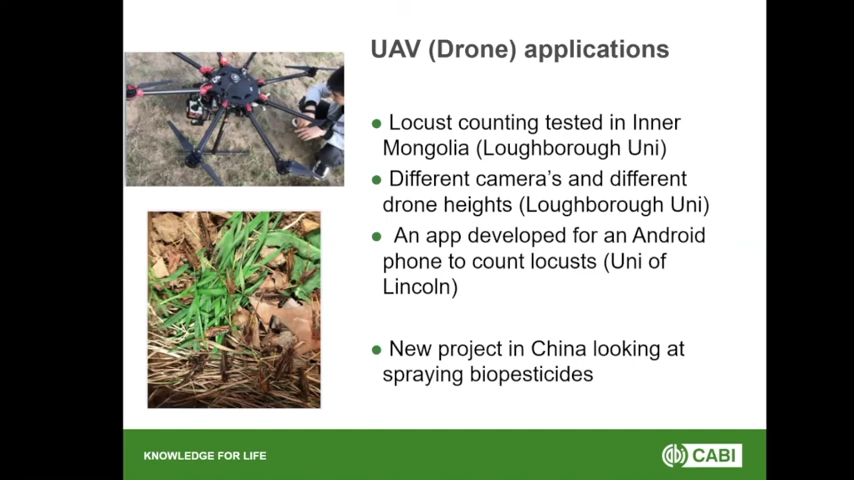 UAV (Drone) applications
● Locust counting tested in Inner
Mongolia (Loughborough Uni)
● Different camera's and different
drone heights (Loughborough Uni)
● An app developed for an Android
phone to count locusts (Uni of
Lincoln)
● New project in China looking at
spraying biopesticides
KNOWLEDGE FOR LIFE
CABI